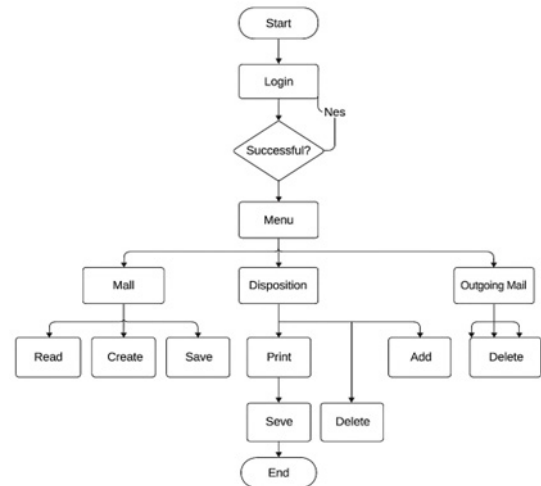 Start
Login
Nes
Successful?
Menu
Mall
Disposition
Outgoing Mail
Read
Create
Save
Print
Add
Delete
Seve
Delete
End